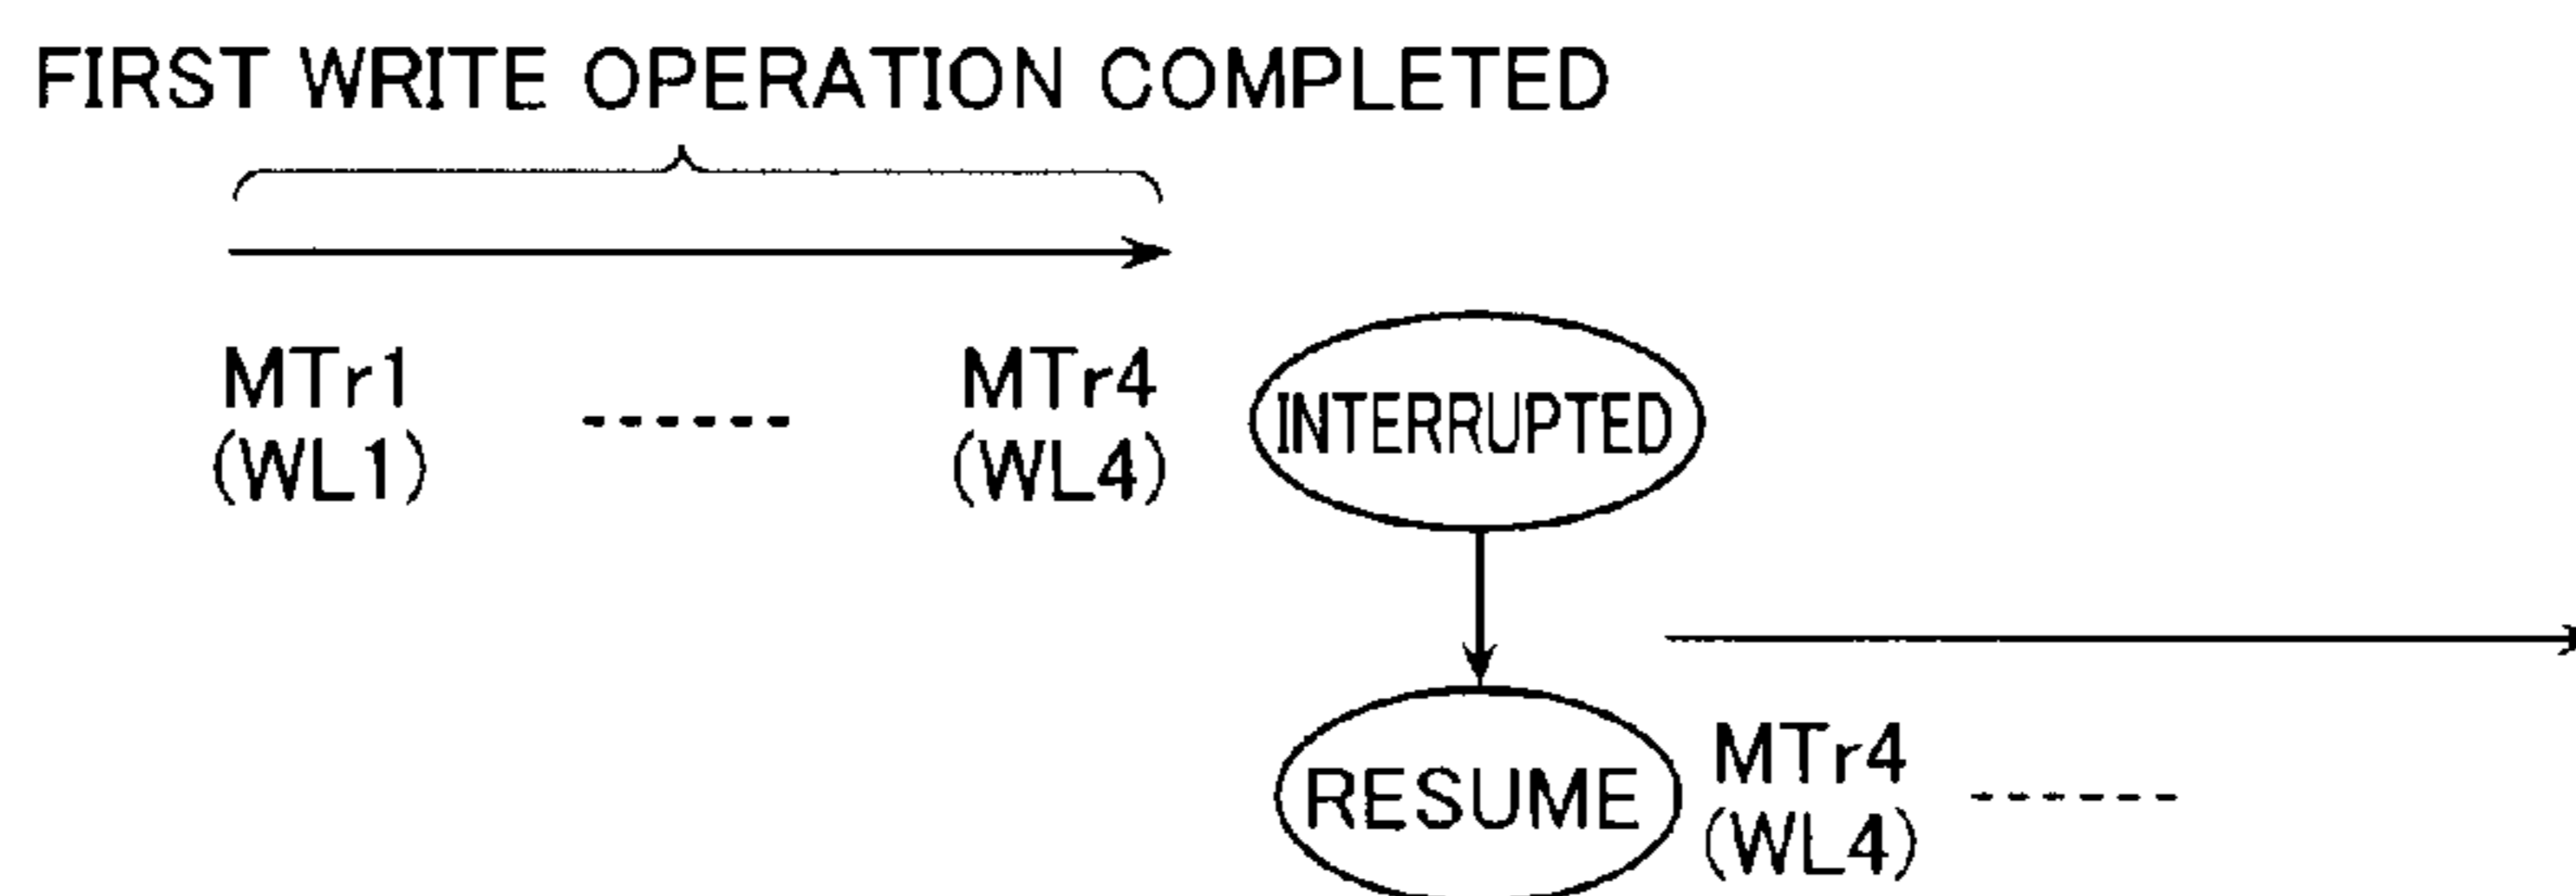 FIRST WRITE OPERATION COMPLETED
MTr1 ------ MTr4 INTERRUPTED
(WL1) (WL4)
RESUME MTr4 ------
(WL4)